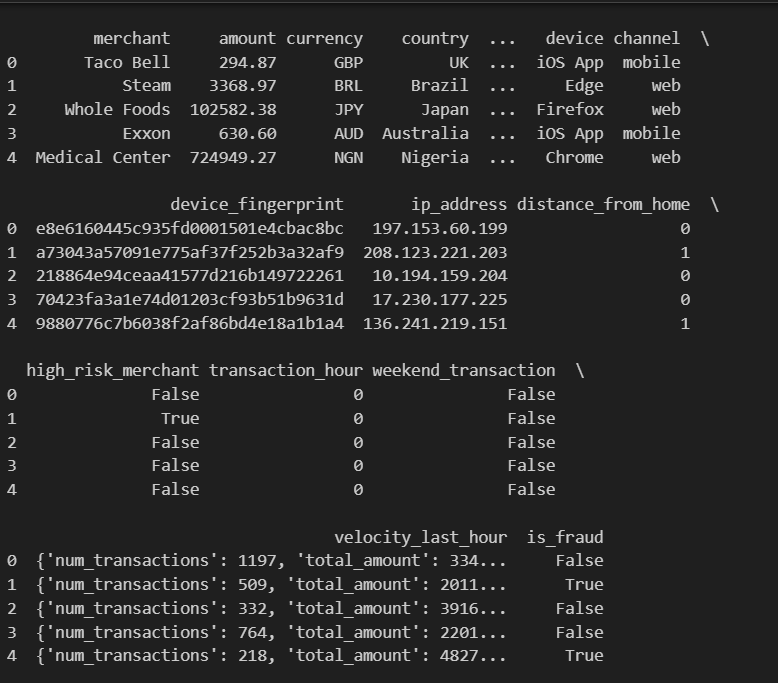 merchant amount currency country ... device channel \
0 Taco Bell 294.87 GBP UK ... iOS App mobile
1 Steam 3368.97 BRL Brazil ... Edge web
2 Whole Foods 102582.38 JPY Japan ... Firefox web
3 Exxon 630.60 AUD Australia ... iOS App mobile
4 Medical Center 724949.27 NGN Nigeria ... Chrome web
device_fingerprint ip_address distance_from_home \
0 e8e6160445c935fd0001501e4cbac8bc 197.153.60.199 0
1 a73043a57091e775af37f252b3a32af9 208.123.221.203 1
2 218864e94ceaa41577d216b149722261 10.194.159.204 0
3 70423fa3a1e74d01203cf93b51b9631d 17.230.177.225 0
4 9880776c7b6038f2af86bd4e18a1b1a4 136.241.219.151 1
high_risk_merchant transaction_hour weekend_transaction \
0 False 0 False
1 True 0 False
2 False 0 False
3 False 0 False
4 False 0 False
velocity_last_hour is_fraud
0 {'num_transactions': 1197, 'total_amount': 334... False
1 {'num_transactions': 509, 'total_amount': 2011... True
2 {'num_transactions': 332, 'total_amount': 3916... False
3 {'num_transactions': 764, 'total_amount': 2201... False
4 {'num_transactions': 218, 'total_amount': 4827... True